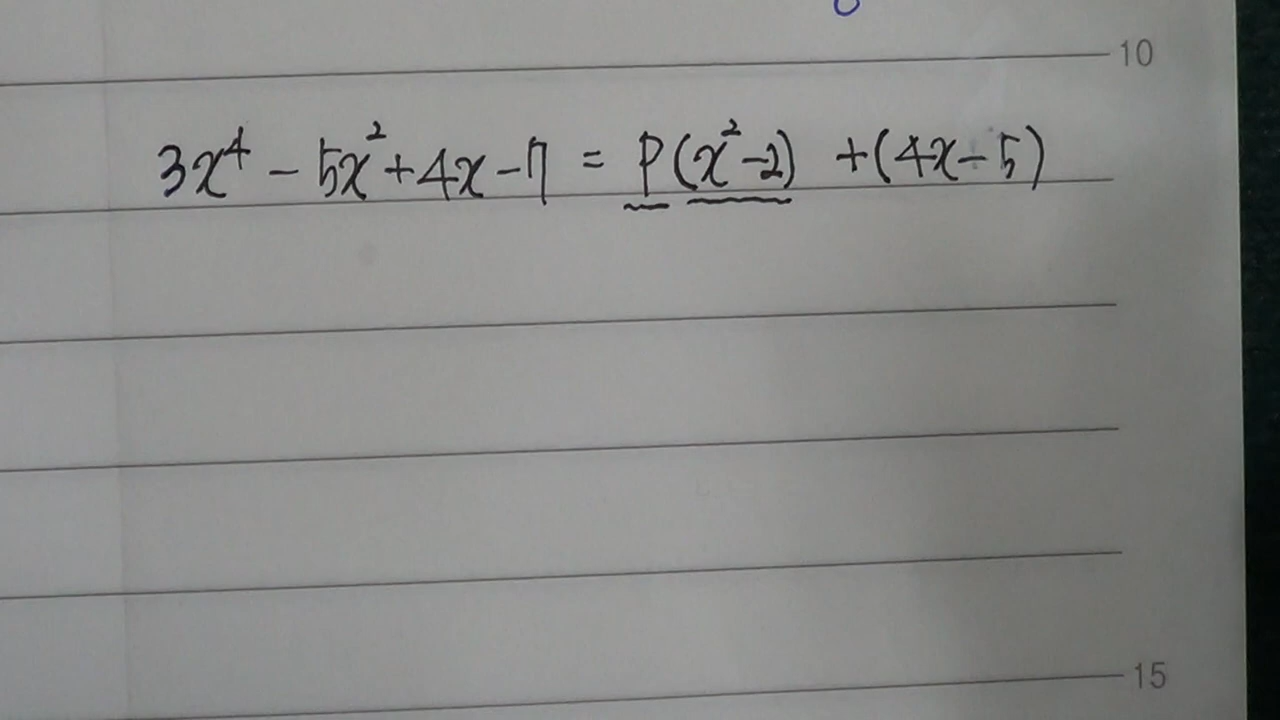 10
3x⁴ - 5x² + 4x - 7 = P(x² - 2) + (4x - 5)
15